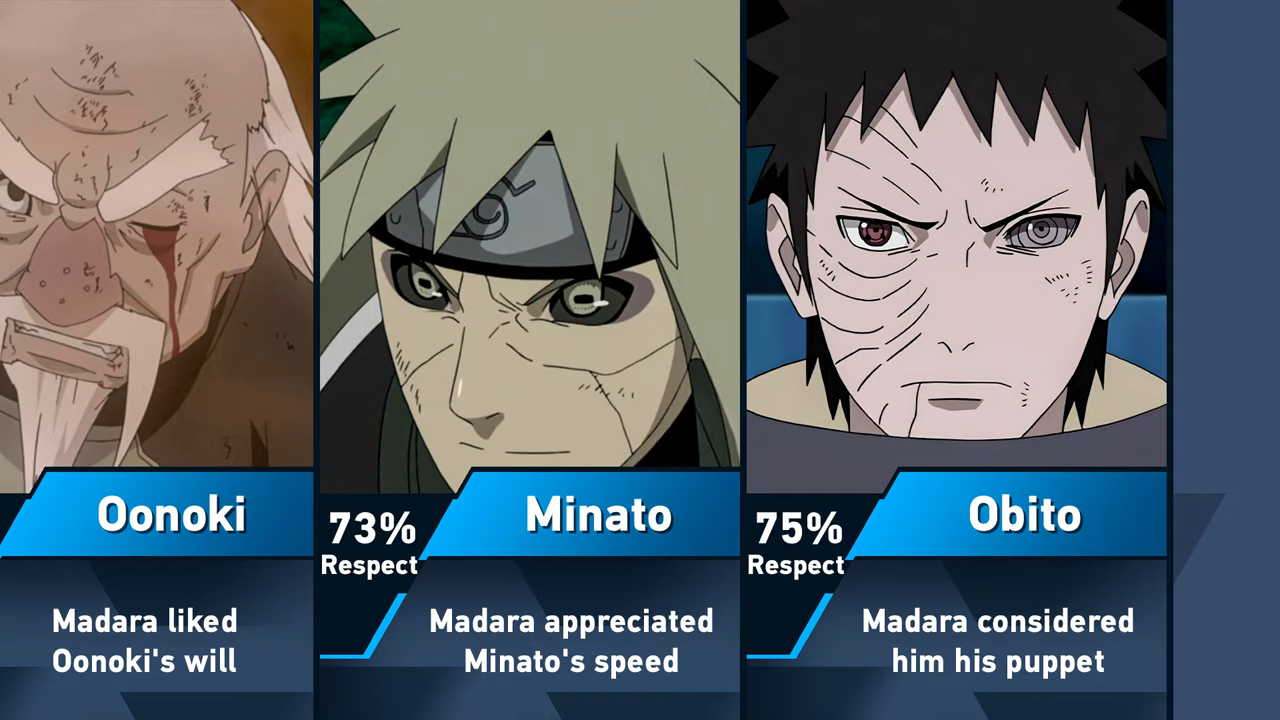 Oonoki
Madara liked
Oonoki's will
73%
Respect
Minato
Madara appreciated
Minato's speed
75%
Respect
Obito
Madara considered
him his puppet